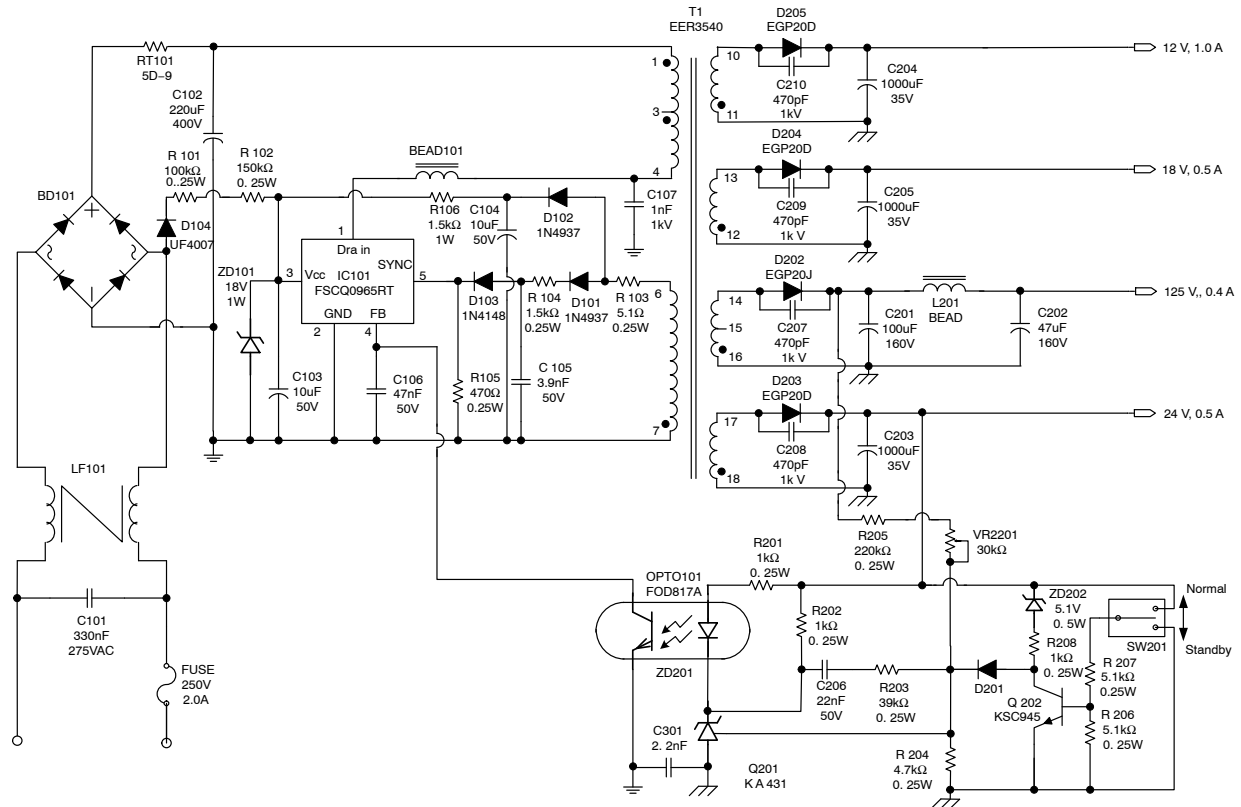 T1
EER3540
D205
EGP20D
RT101
5D-9
1
3
4
10
11
C210
470pF
1kV
C204
1000uF
35V
12 V, 1.0 A
C102
220uF
400V
BEAD101
D204
EGP20D
13
12
C209
470pF
1k V
C205
1000uF
35V
18 V, 0.5 A
R 101
100kΩ
0..25W
R 102
150kΩ
0. 25W
BD101
D104
UF4007
R106
1.5kΩ
1W
C104
10uF
50V
D102
1N4937
C107
1nF
1kV
ZD101
18V
1W
1
Dra in
SYNC
3
Vcc
IC101
FSCQ0965RT
5
GND
FB
2
4
D103
1N4148
R 104
1.5kΩ
0.25W
D101
1N4937
R 103
5.1Ω
0.25W
6
7
D202
EGP20J
14
15
16
C207
470pF
1k V
C201
100uF
160V
L201
BEAD
C202
47uF
160V
125 V,, 0.4 A
C103
10uF
50V
C106
47nF
50V
R105
470Ω
0.25W
C 105
3.9nF
50V
D203
EGP20D
17
18
C208
470pF
1k V
C203
1000uF
35V
24 V, 0.5 A
LF101
C101
330nF
275VAC
FUSE
250V
2.0A
R205
220kΩ
0. 25W
VR2201
30kΩ
R201
1kΩ
0. 25W
OPTO101
FOD817A
ZD201
R202
1kΩ
0. 25W
C206
22nF
50V
R203
39kΩ
0. 25W
D201
ZD202
5.1V
0. 5W
R208
1kΩ
0. 25W
Normal
SW201
Standby
R 207
5.1kΩ
0.25W
Q 202
KSC945
R 206
5.1kΩ
0. 25W
C301
2. 2nF
Q201
K A 431
R 204
4.7kΩ
0. 25W